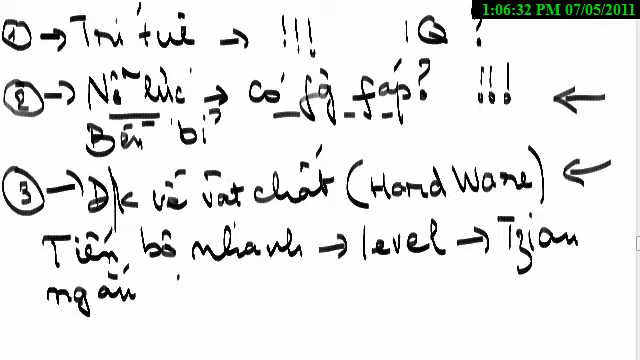 1:06:32 PM 07/05/2011
① → Trí tuệ → !!! IQ ?
② → Nỗ lực → có fg fáp? !!! ←
Bền bỉ
③ → Đ/k về vật chất (Hard Ware) ←
Tiến bộ nhanh → level → Tgian
ngắn